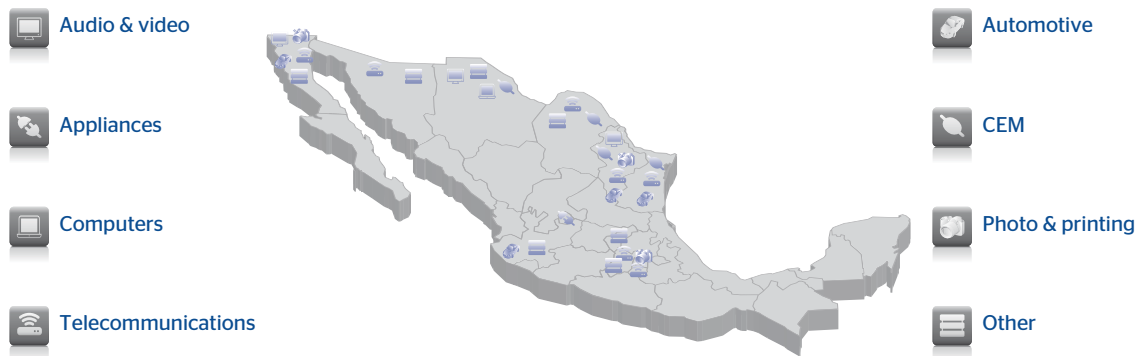 Audio & video
Appliances
Computers
Telecommunications
Automotive
CEM
Photo & printing
Other